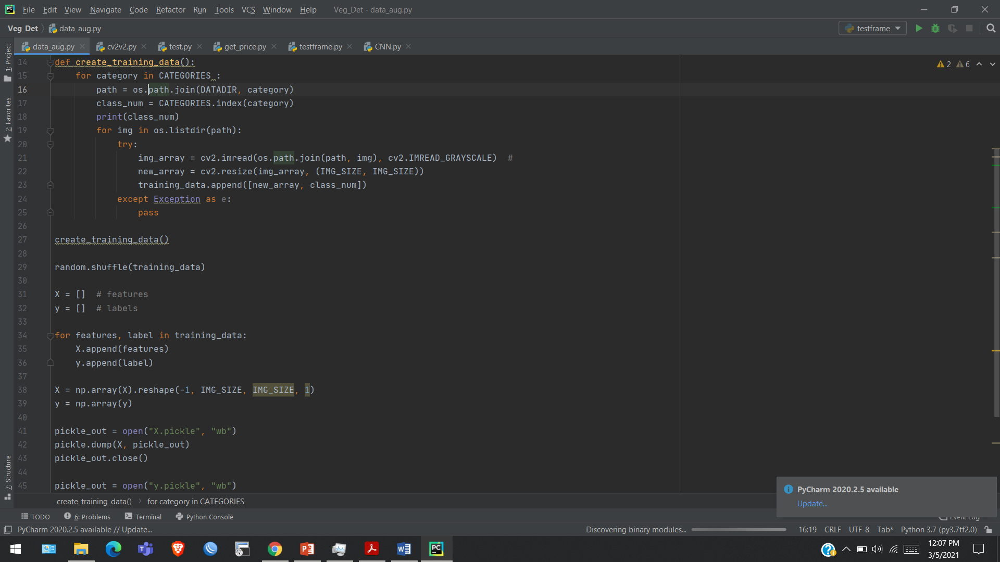 File Edit View Navigate Code Refactor Run Tools VCS Window Help Veg_Det - data_aug.py
Veg_Det data_aug.py testframe
data_aug.py cv2v2.py test.py get_price.py testframe.py CNN.py
1: Project
2: Favorites
7: Structure
2 6
14 def create_training_data():
15 for category in CATEGORIES :
16 path = os.path.join(DATADIR, category)
17 class_num = CATEGORIES.index(category)
18 print(class_num)
19 for img in os.listdir(path):
20 try:
21 img_array = cv2.imread(os.path.join(path, img), cv2.IMREAD_GRAYSCALE) #
22 new_array = cv2.resize(img_array, (IMG_SIZE, IMG_SIZE))
23 training_data.append([new_array, class_num])
24 except Exception as e:
25 pass
26
27 create_training_data()
28
29 random.shuffle(training_data)
30
31 X = [] # features
32 y = [] # labels
33
34 for features, label in training_data:
35 X.append(features)
36 y.append(label)
37
38 X = np.array(X).reshape(-1, IMG_SIZE, IMG_SIZE, 1)
39 y = np.array(y)
40
41 pickle_out = open("X.pickle", "wb")
42 pickle.dump(X, pickle_out)
43 pickle_out.close()
44
45 pickle_out = open("y.pickle", "wb")
PyCharm 2020.2.5 available
Update...
create_training_data() for category in CATEGORIES
TODO 6: Problems Terminal Python Console Event Log
PyCharm 2020.2.5 available // Update... Discovering binary modules... 16:19 CRLF UTF-8 Tab* Python 3.7 (py3.7tf2.0)
12:07 PM
3/5/2021